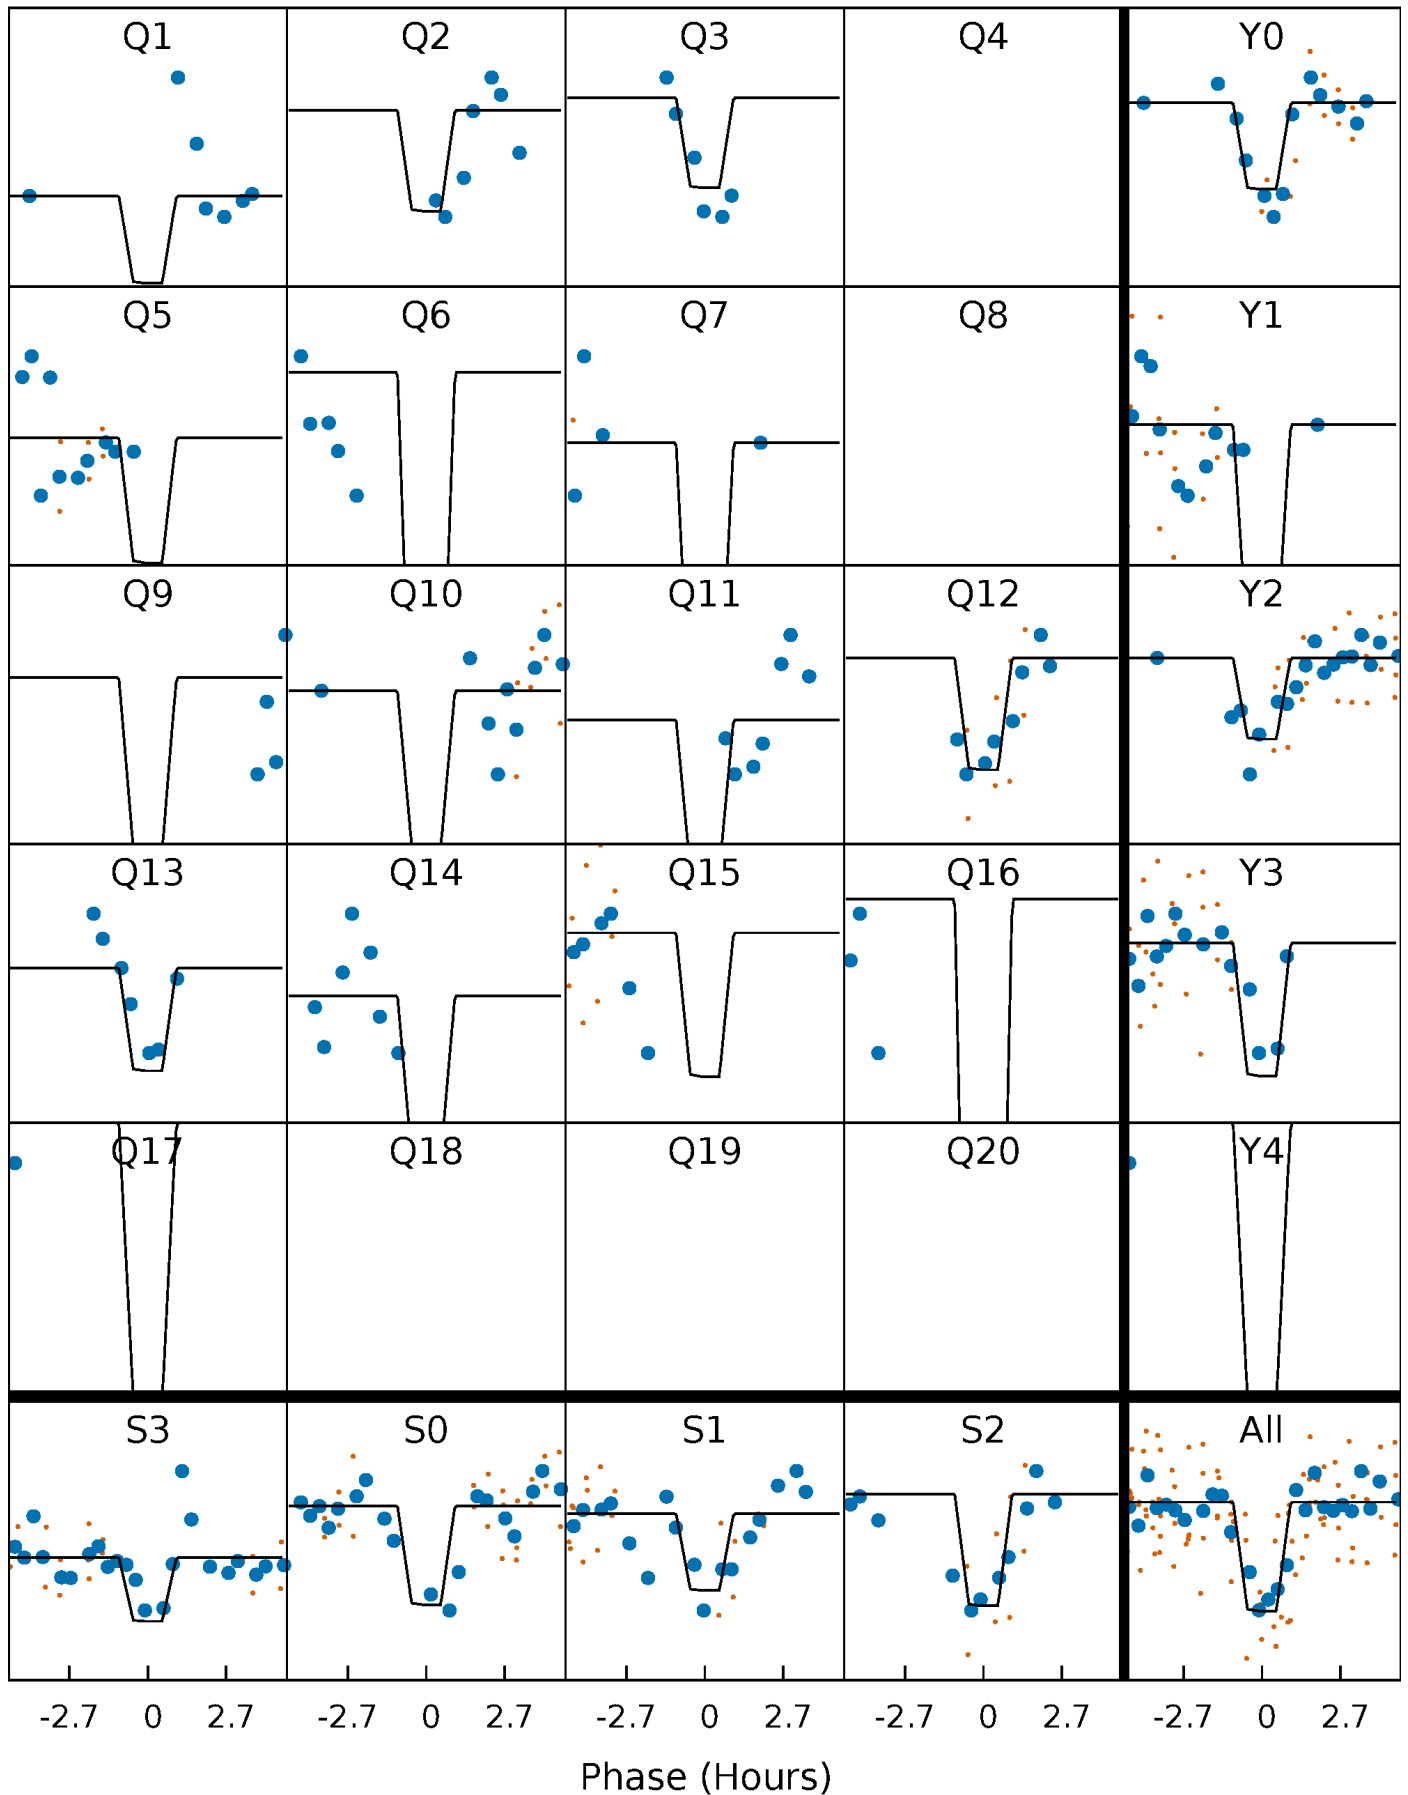 Q1 Q2 Q3 Q4 Y0
Q5 Q6 Q7 Q8 Y1
Q9 Q10 Q11 Q12 Y2
Q13 Q14 Q15 Q16 Y3
Q17 Q18 Q19 Q20 Y4
S3 S0 S1 S2 All
-2.7 0 2.7 -2.7 0 2.7 -2.7 0 2.7 -2.7 0 2.7 -2.7 0 2.7
Phase (Hours)